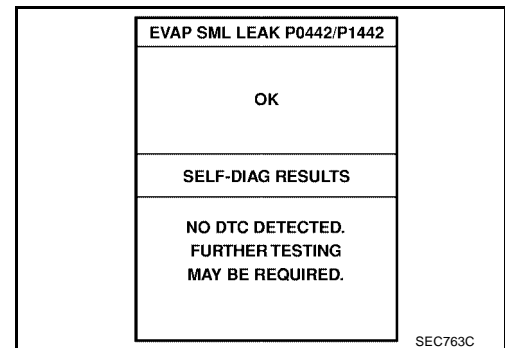 EVAP SML LEAK P0442/P1442
OK
SELF-DIAG RESULTS
NO DTC DETECTED.
FURTHER TESTING
MAY BE REQUIRED.
SEC763C